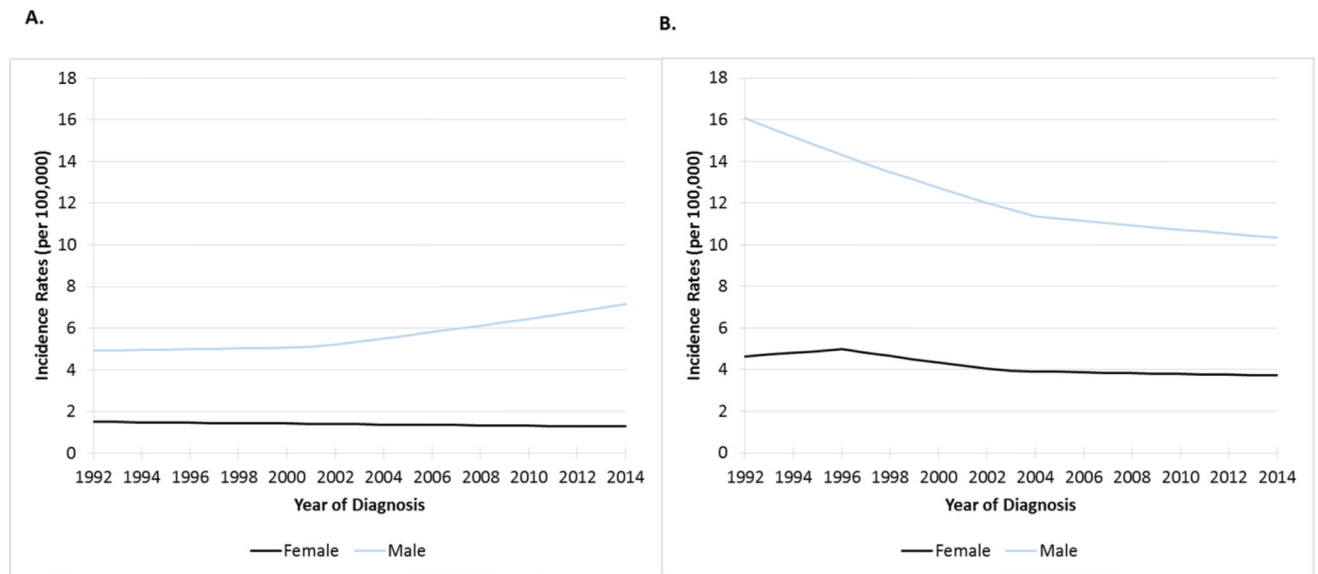 A.
B.
18
16
14
12
10
8
6
4
2
0
Incidence Rates (per 100,000)
1992 1994 1996 1998 2000 2002 2004 2006 2008 2010 2012 2014
Year of Diagnosis
Female Male
18
16
14
12
10
8
6
4
2
0
Incidence Rates (per 100,000)
1992 1994 1996 1998 2000 2002 2004 2006 2008 2010 2012 2014
Year of Diagnosis
Female Male